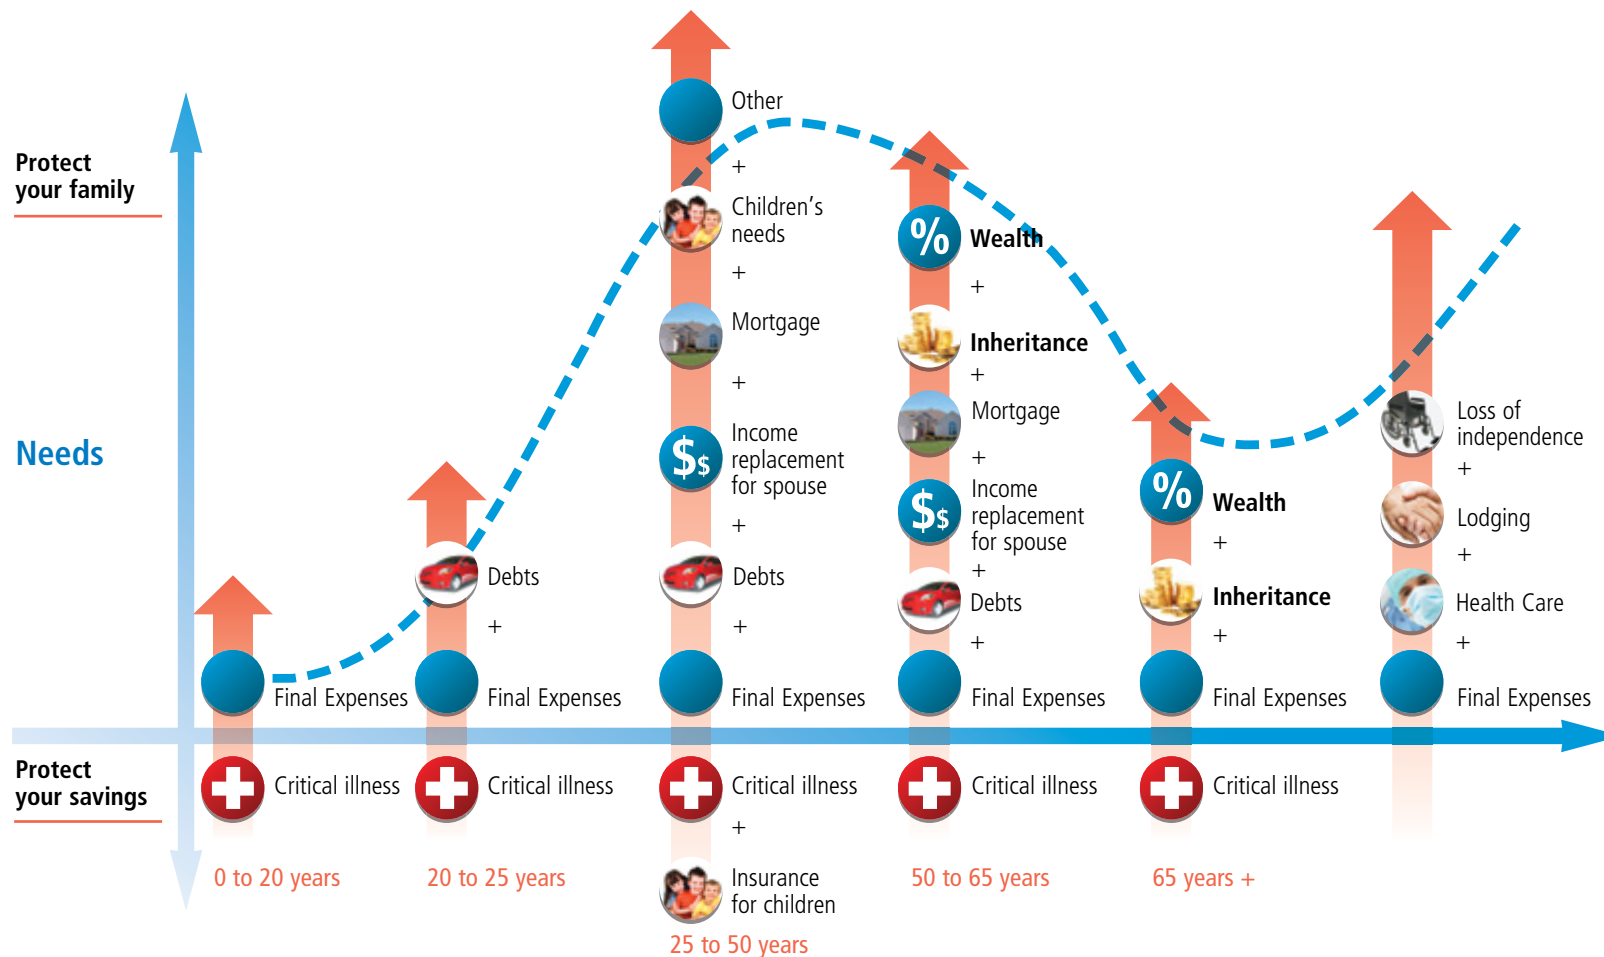 Protect
your family
Needs
Protect
your savings
Final Expenses
Critical illness
0 to 20 years
Debts
+
Final Expenses
Critical illness
20 to 25 years
Other
+
Children’s
needs
+
Mortgage
+
$$
Income
replacement
for spouse
+
Debts
+
Final Expenses
Critical illness
+
Insurance
for children
25 to 50 years
% Wealth
+
Inheritance
+
Mortgage
+
$$
Income
replacement
for spouse
+
Debts
+
Final Expenses
Critical illness
50 to 65 years
% Wealth
+
Inheritance
+
Final Expenses
Critical illness
65 years +
Loss of
independence
+
Lodging
+
Health Care
+
Final Expenses